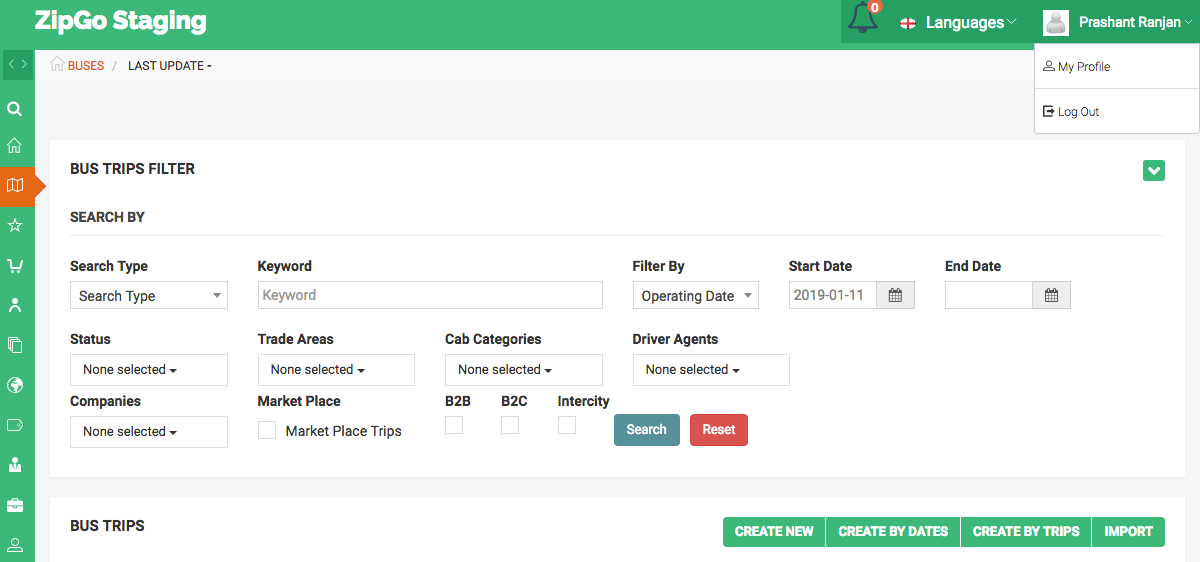 ZipGo Staging
0
Languages
Prashant Ranjan
BUSES / LAST UPDATE -
My Profile
Log Out
BUS TRIPS FILTER
SEARCH BY
Search Type Keyword Filter By Start Date End Date
Search Type Keyword Operating Date 2019-01-11
Status Trade Areas Cab Categories Driver Agents
None selected None selected None selected None selected
Companies Market Place B2B B2C Intercity
None selected Market Place Trips Search Reset
BUS TRIPS
CREATE NEW CREATE BY DATES CREATE BY TRIPS IMPORT